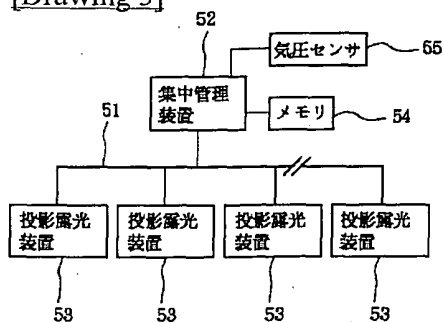 [Drawing 3]
52
気圧センサ
55
集中管理
装置
51
メモリ
54
投影露光
装置
投影露光
装置
投影露光
装置
投影露光
装置
53
53
53
53